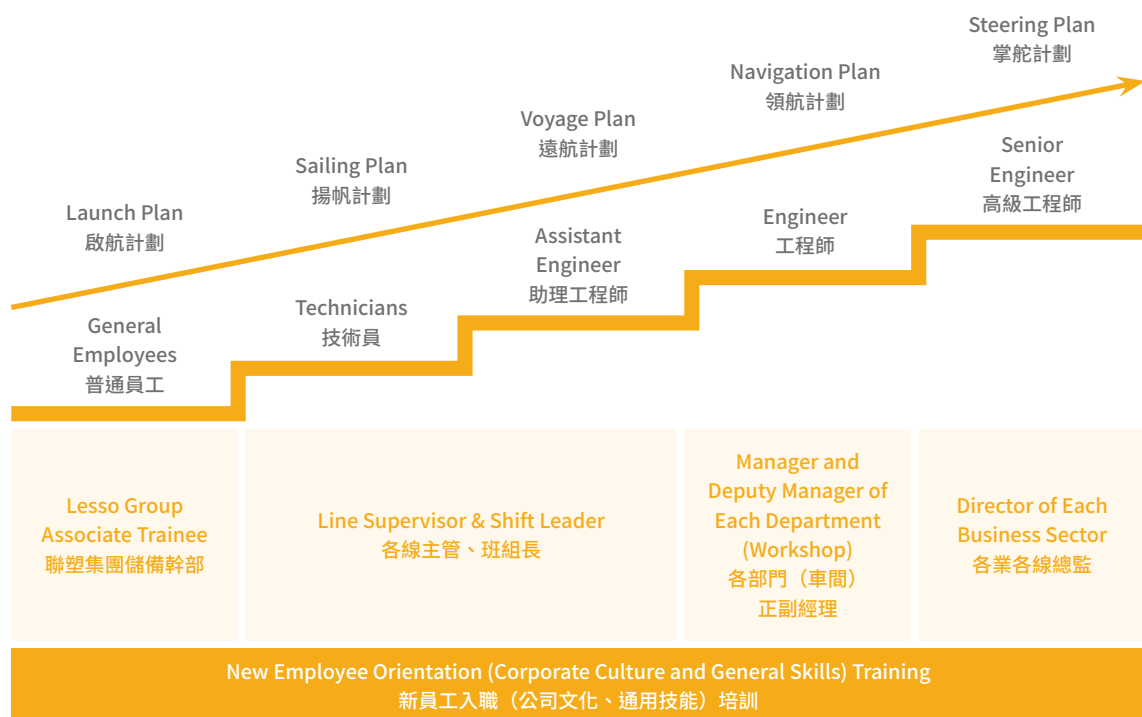 Steering Plan
掌舵計劃
Navigation Plan
領航計劃
Voyage Plan
遠航計劃
Sailing Plan
揚帆計劃
Launch Plan
啟航計劃
Senior
Engineer
高級工程師
Engineer
工程師
Assistant
Engineer
助理工程師
Technicians
技術員
General
Employees
普通員工
Lesso Group
Associate Trainee
聯塑集團儲備幹部
Line Supervisor & Shift Leader
各線主管、班組長
Manager and
Deputy Manager of
Each Department
(Workshop)
各部門（車間）
正副經理
Director of Each
Business Sector
各業各線總監
New Employee Orientation (Corporate Culture and General Skills) Training
新員工入職（公司文化、通用技能）培訓